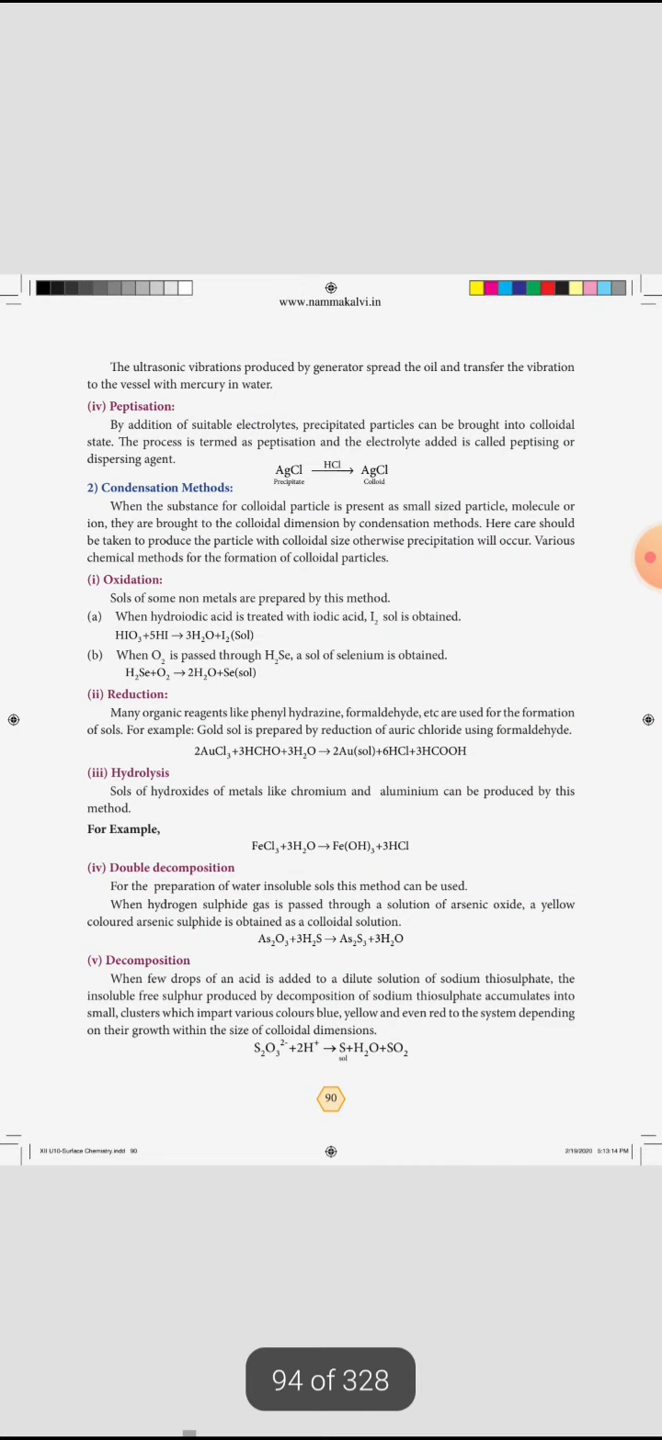 www.nammakalvi.in
The ultrasonic vibrations produced by generator spread the oil and transfer the vibration
to the vessel with mercury in water.
(iv) Peptisation:
By addition of suitable electrolytes, precipitated particles can be brought into colloidal
state. The process is termed as peptisation and the electrolyte added is called peptising or
dispersing agent.
AgCl HCl → AgCl
Precipitate Colloid
2) Condensation Methods:
When the substance for colloidal particle is present as small sized particle, molecule or
ion, they are brought to the colloidal dimension by condensation methods. Here care should
be taken to produce the particle with colloidal size otherwise precipitation will occur. Various
chemical methods for the formation of colloidal particles.
(i) Oxidation:
Sols of some non metals are prepared by this method.
(a) When hydroiodic acid is treated with iodic acid, I₂ sol is obtained.
HIO₃+5HI → 3H₂O+I₂(Sol)
(b) When O₂ is passed through H₂Se, a sol of selenium is obtained.
H₂Se+O₂ → 2H₂O+Se(sol)
(ii) Reduction:
Many organic reagents like phenyl hydrazine, formaldehyde, etc are used for the formation
of sols. For example: Gold sol is prepared by reduction of auric chloride using formaldehyde.
2AuCl₃+3HCHO+3H₂O → 2Au(sol)+6HCl+3HCOOH
(iii) Hydrolysis
Sols of hydroxides of metals like chromium and aluminium can be produced by this
method.
For Example,
FeCl₃+3H₂O → Fe(OH)₃+3HCl
(iv) Double decomposition
For the preparation of water insoluble sols this method can be used.
When hydrogen sulphide gas is passed through a solution of arsenic oxide, a yellow
coloured arsenic sulphide is obtained as a colloidal solution.
As₂O₃+3H₂S → As₂S₃+3H₂O
(v) Decomposition
When few drops of an acid is added to a dilute solution of sodium thiosulphate, the
insoluble free sulphur produced by decomposition of sodium thiosulphate accumulates into
small, clusters which impart various colours blue, yellow and even red to the system depending
on their growth within the size of colloidal dimensions.
S₂O₃²⁻+2H⁺ → S+H₂O+SO₂
sol
90
XII U10-Surface Chemistry.indd 90 2/19/2020 5:13:14 PM
94 of 328